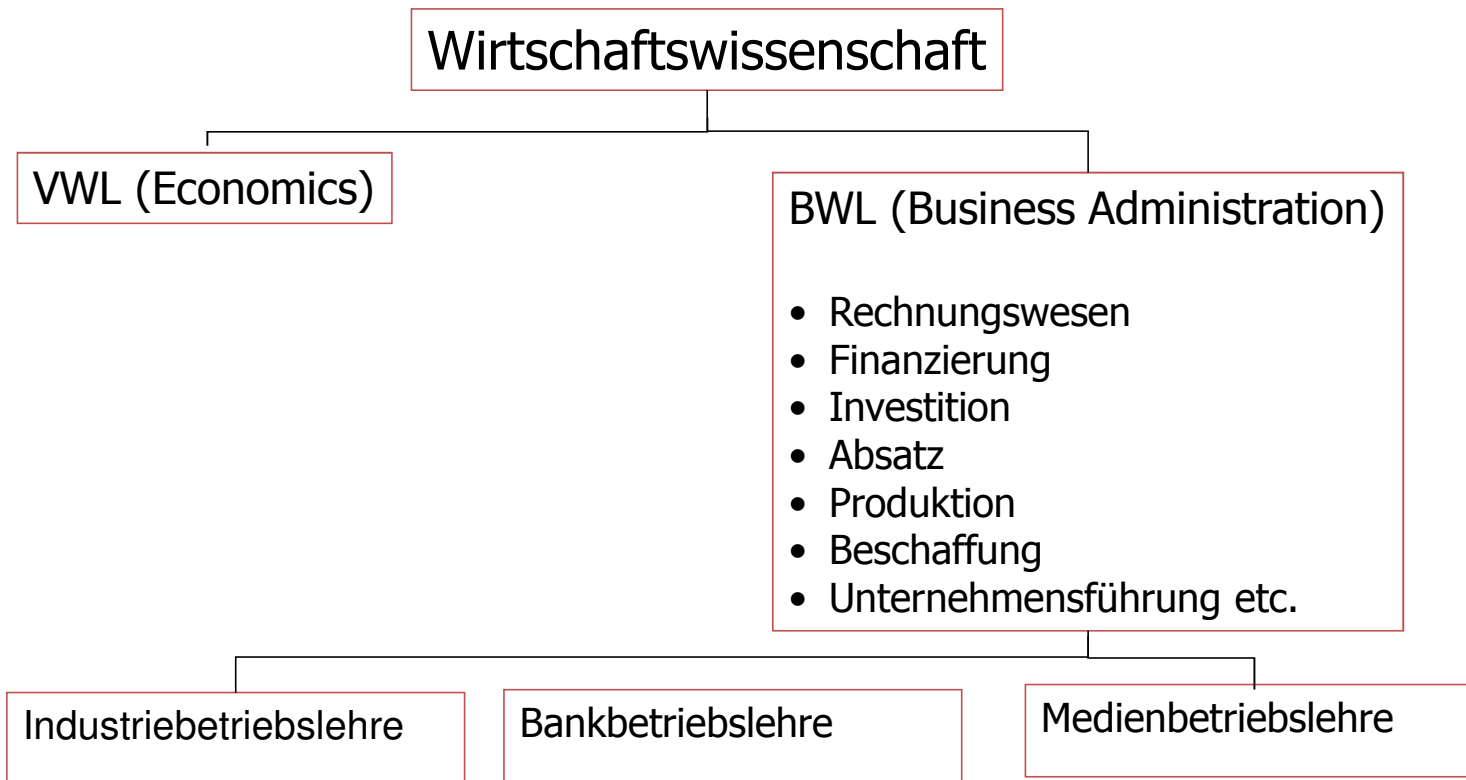 Wirtschaftswissenschaft
VWL (Economics)
BWL (Business Administration)
• Rechnungswesen
• Finanzierung
• Investition
• Absatz
• Produktion
• Beschaffung
• Unternehmensführung etc.
Industriebetriebslehre
Bankbetriebslehre
Medienbetriebslehre